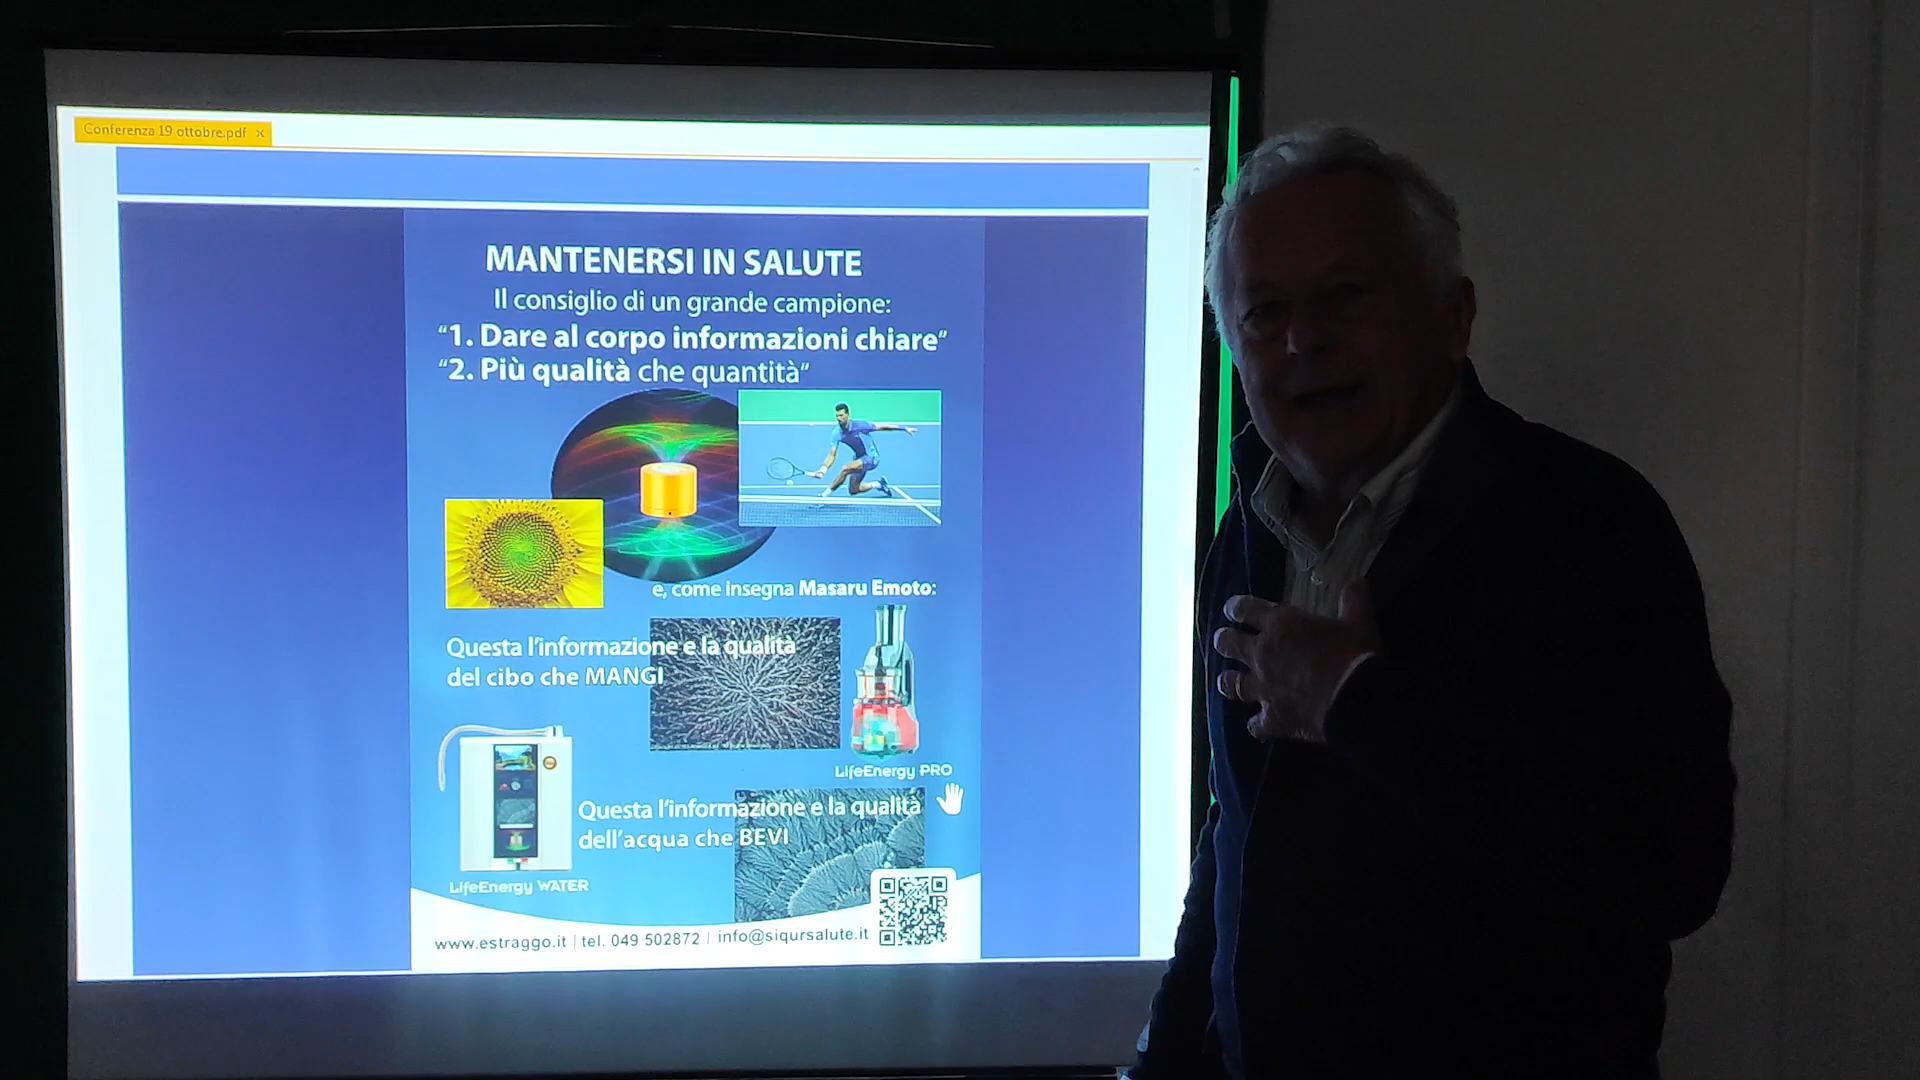 Conferenza 19 ottobre.pdf ×
MANTENERSI IN SALUTE
Il consiglio di un grande campione:
“1. Dare al corpo informazioni chiare”
“2. Più qualità che quantità”
e, come insegna Masaru Emoto:
Questa l'informazione e la qualità
del cibo che MANGI
LifeEnergy PRO
Questa l'informazione e la qualità
dell'acqua che BEVI
LifeEnergy WATER
www.estraggo.it | tel. 049 502872 | info@siqursalute.it